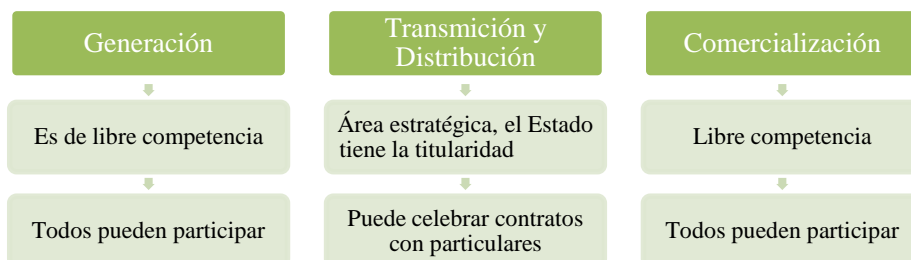 Generación
Es de libre competencia
Todos pueden participar
Transmición y
Distribución
Área estratégica, el Estado
tiene la titularidad
Puede celebrar contratos
con particulares
Comercialización
Libre competencia
Todos pueden participar